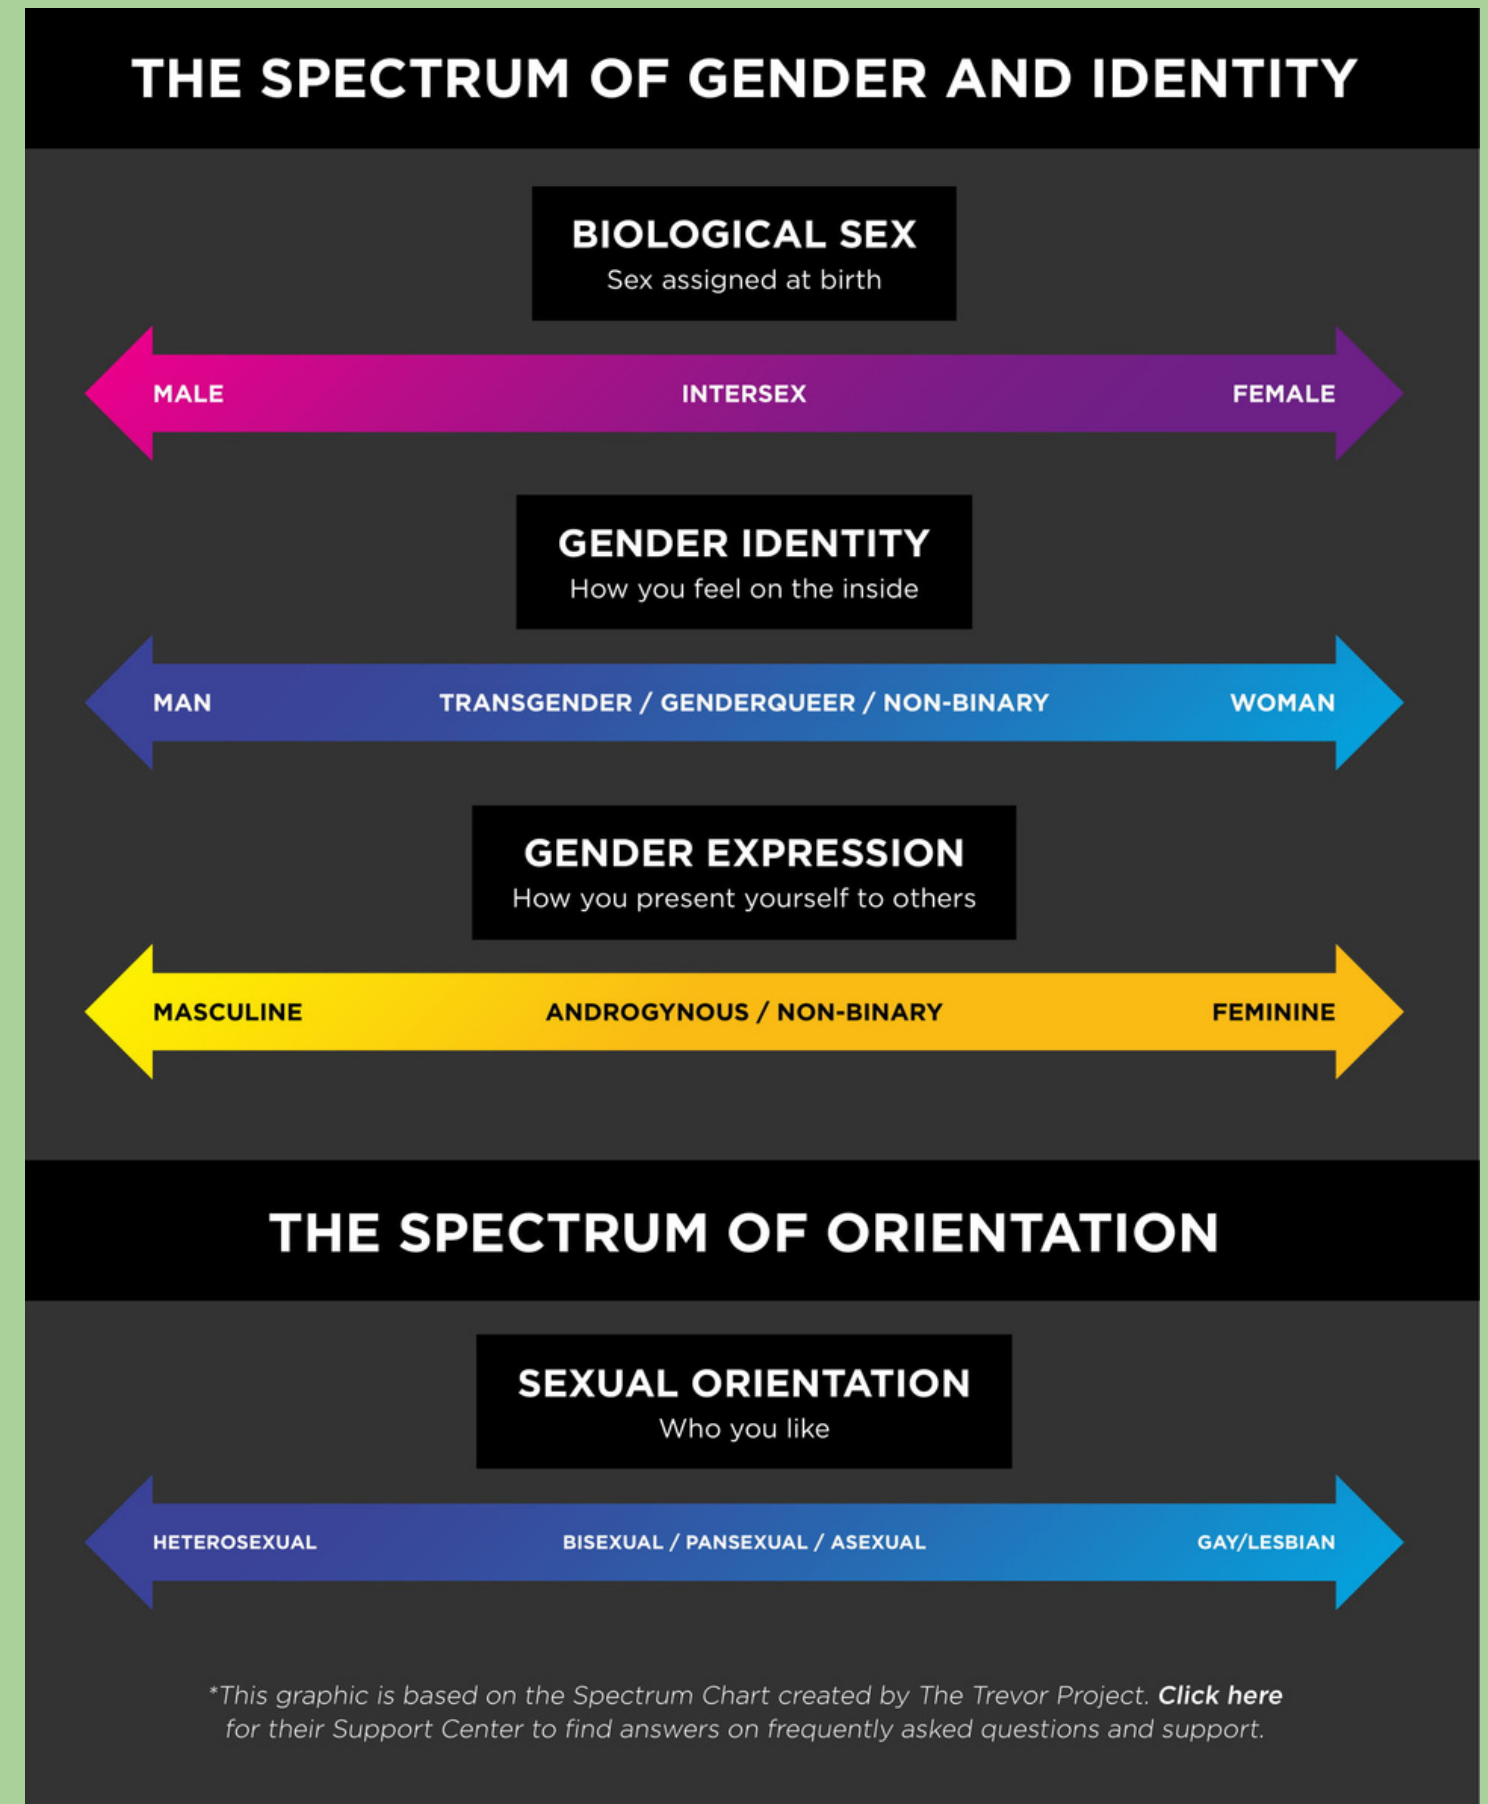 THE SPECTRUM OF GENDER AND IDENTITY
BIOLOGICAL SEX
Sex assigned at birth
MALE INTERSEX FEMALE
GENDER IDENTITY
How you feel on the inside
MAN TRANSGENDER / GENDERQUEER / NON-BINARY WOMAN
GENDER EXPRESSION
How you present yourself to others
MASCULINE ANDROGYNOUS / NON-BINARY FEMININE
THE SPECTRUM OF ORIENTATION
SEXUAL ORIENTATION
Who you like
HETEROSEXUAL BISEXUAL / PANSEXUAL / ASEXUAL GAY/LESBIAN
*This graphic is based on the Spectrum Chart created by The Trevor Project. Click here
for their Support Center to find answers on frequently asked questions and support.